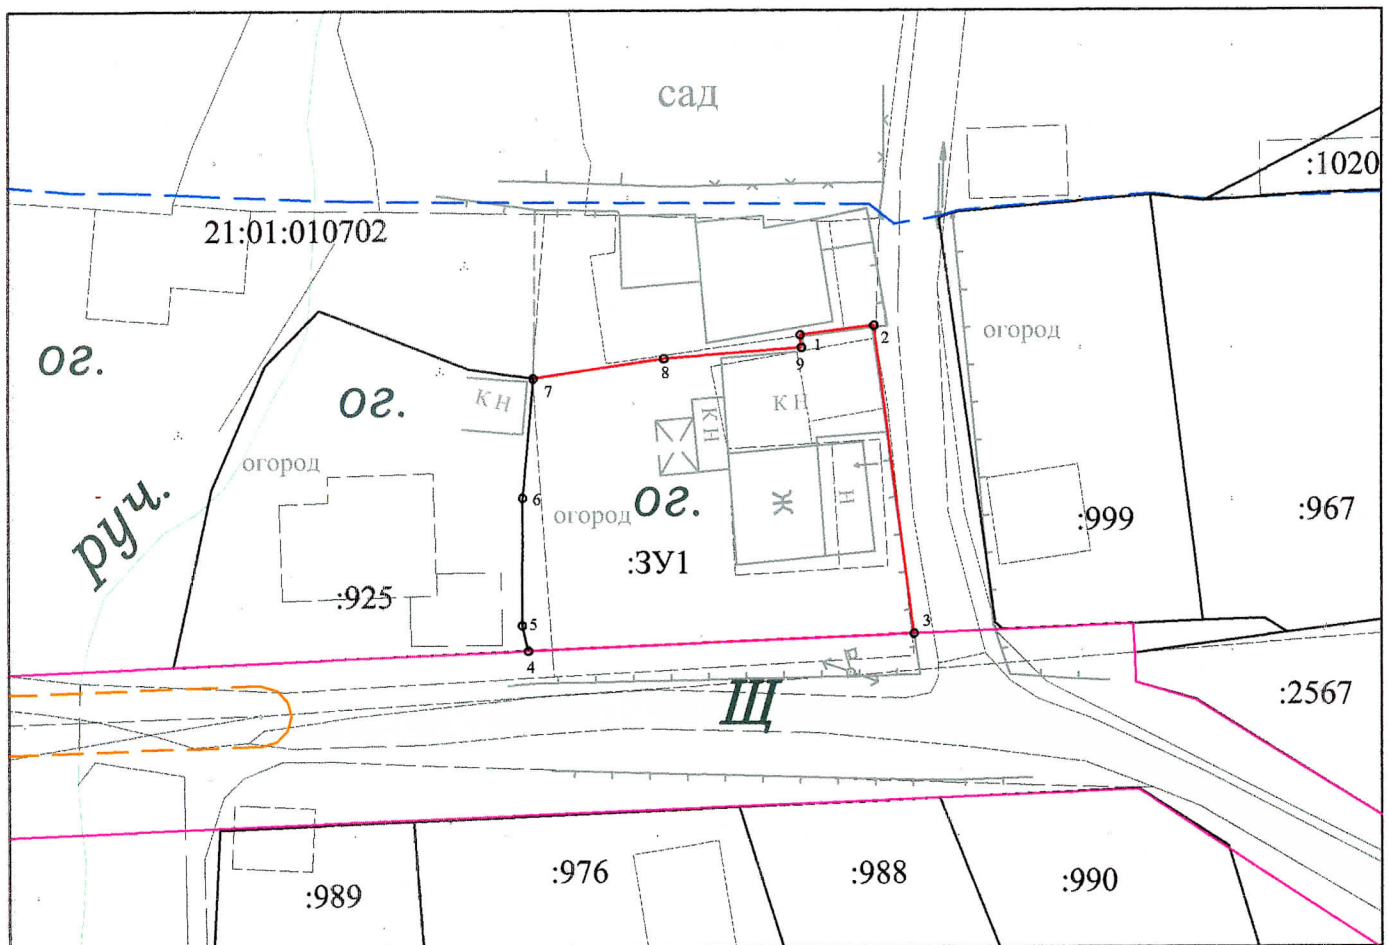 сад
:1020
21:01:010702
огород
1
2
ог.
8
9
7
ог.
КН
КН
КН
огород
6
руч.
огород
ог.
Ж
Н
:999
:967
:ЗУ1
:925
5
3
4
Щ
:2567
:976
:988
:990
:989